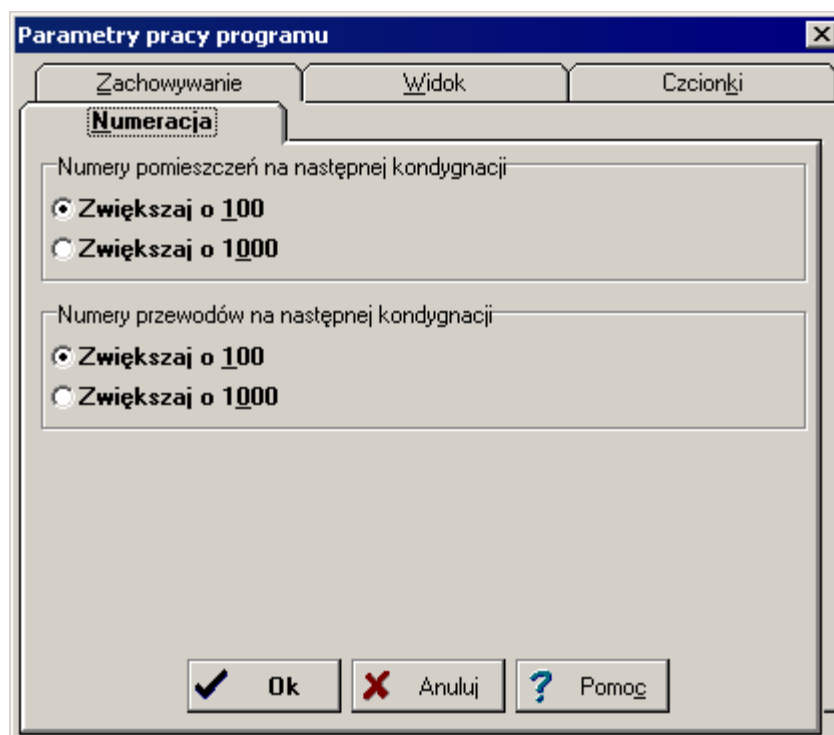 Parametry pracy programu
Zachowywanie
Widok
Czcionki
Numeracja
Numery pomieszczeń na następnej kondygnacji
Zwiększaj o 100
Zwiększaj o 1000
Numery przewodów na następnej kondygnacji
Zwiększaj o 100
Zwiększaj o 1000
Ok
Anuluj
? Pomoc